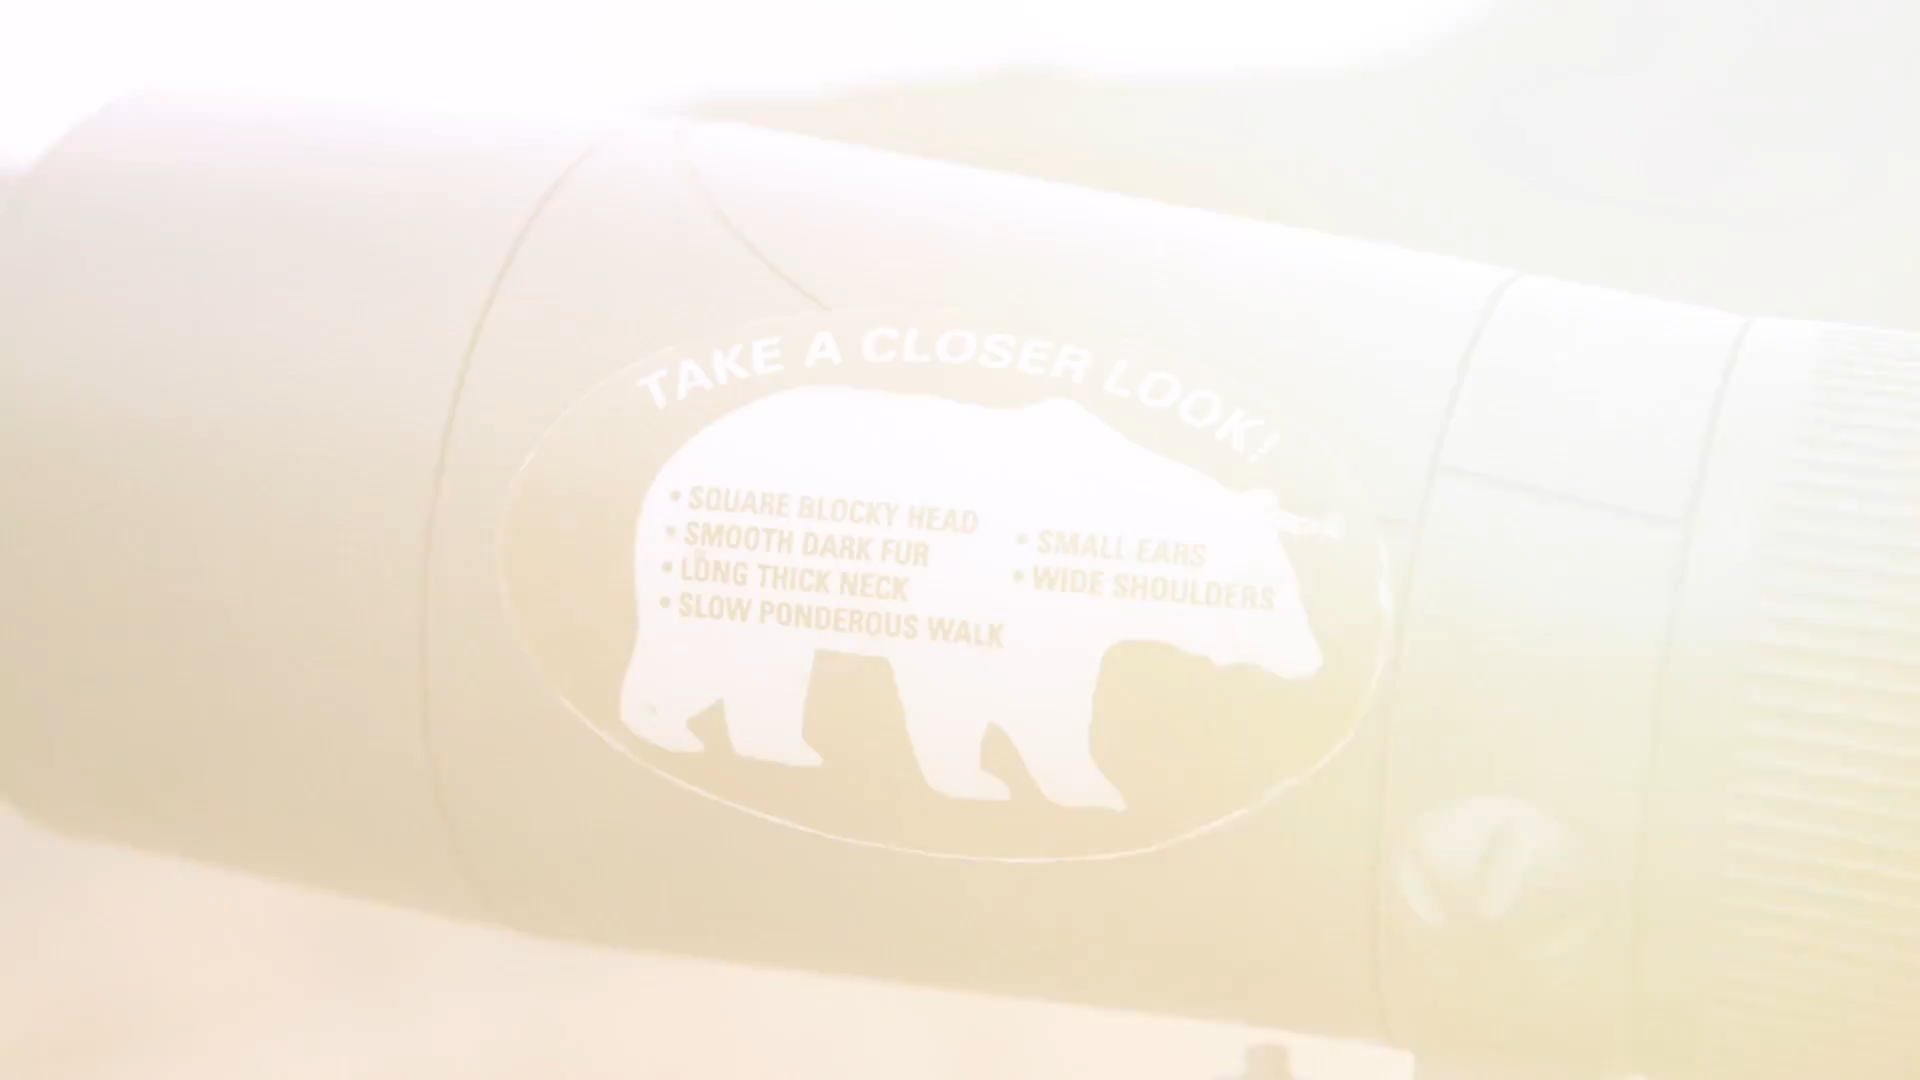 TAKE A CLOSER LOOK!
• SQUARE BLOCKY HEAD
• SMOOTH DARK FUR
• LONG THICK NECK
• SLOW PONDEROUS WALK
• SMALL EARS
• WIDE SHOULDERS